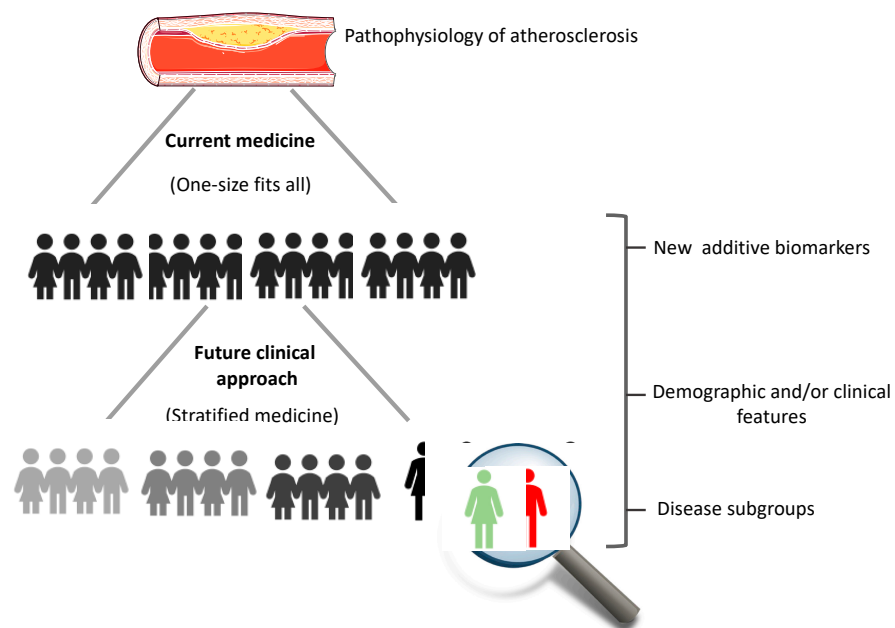 Pathophysiology of atherosclerosis
Current medicine
(One-size fits all)
New additive biomarkers
Future clinical
approach
(Stratified medicine)
Demographic and/or clinical
features
Disease subgroups